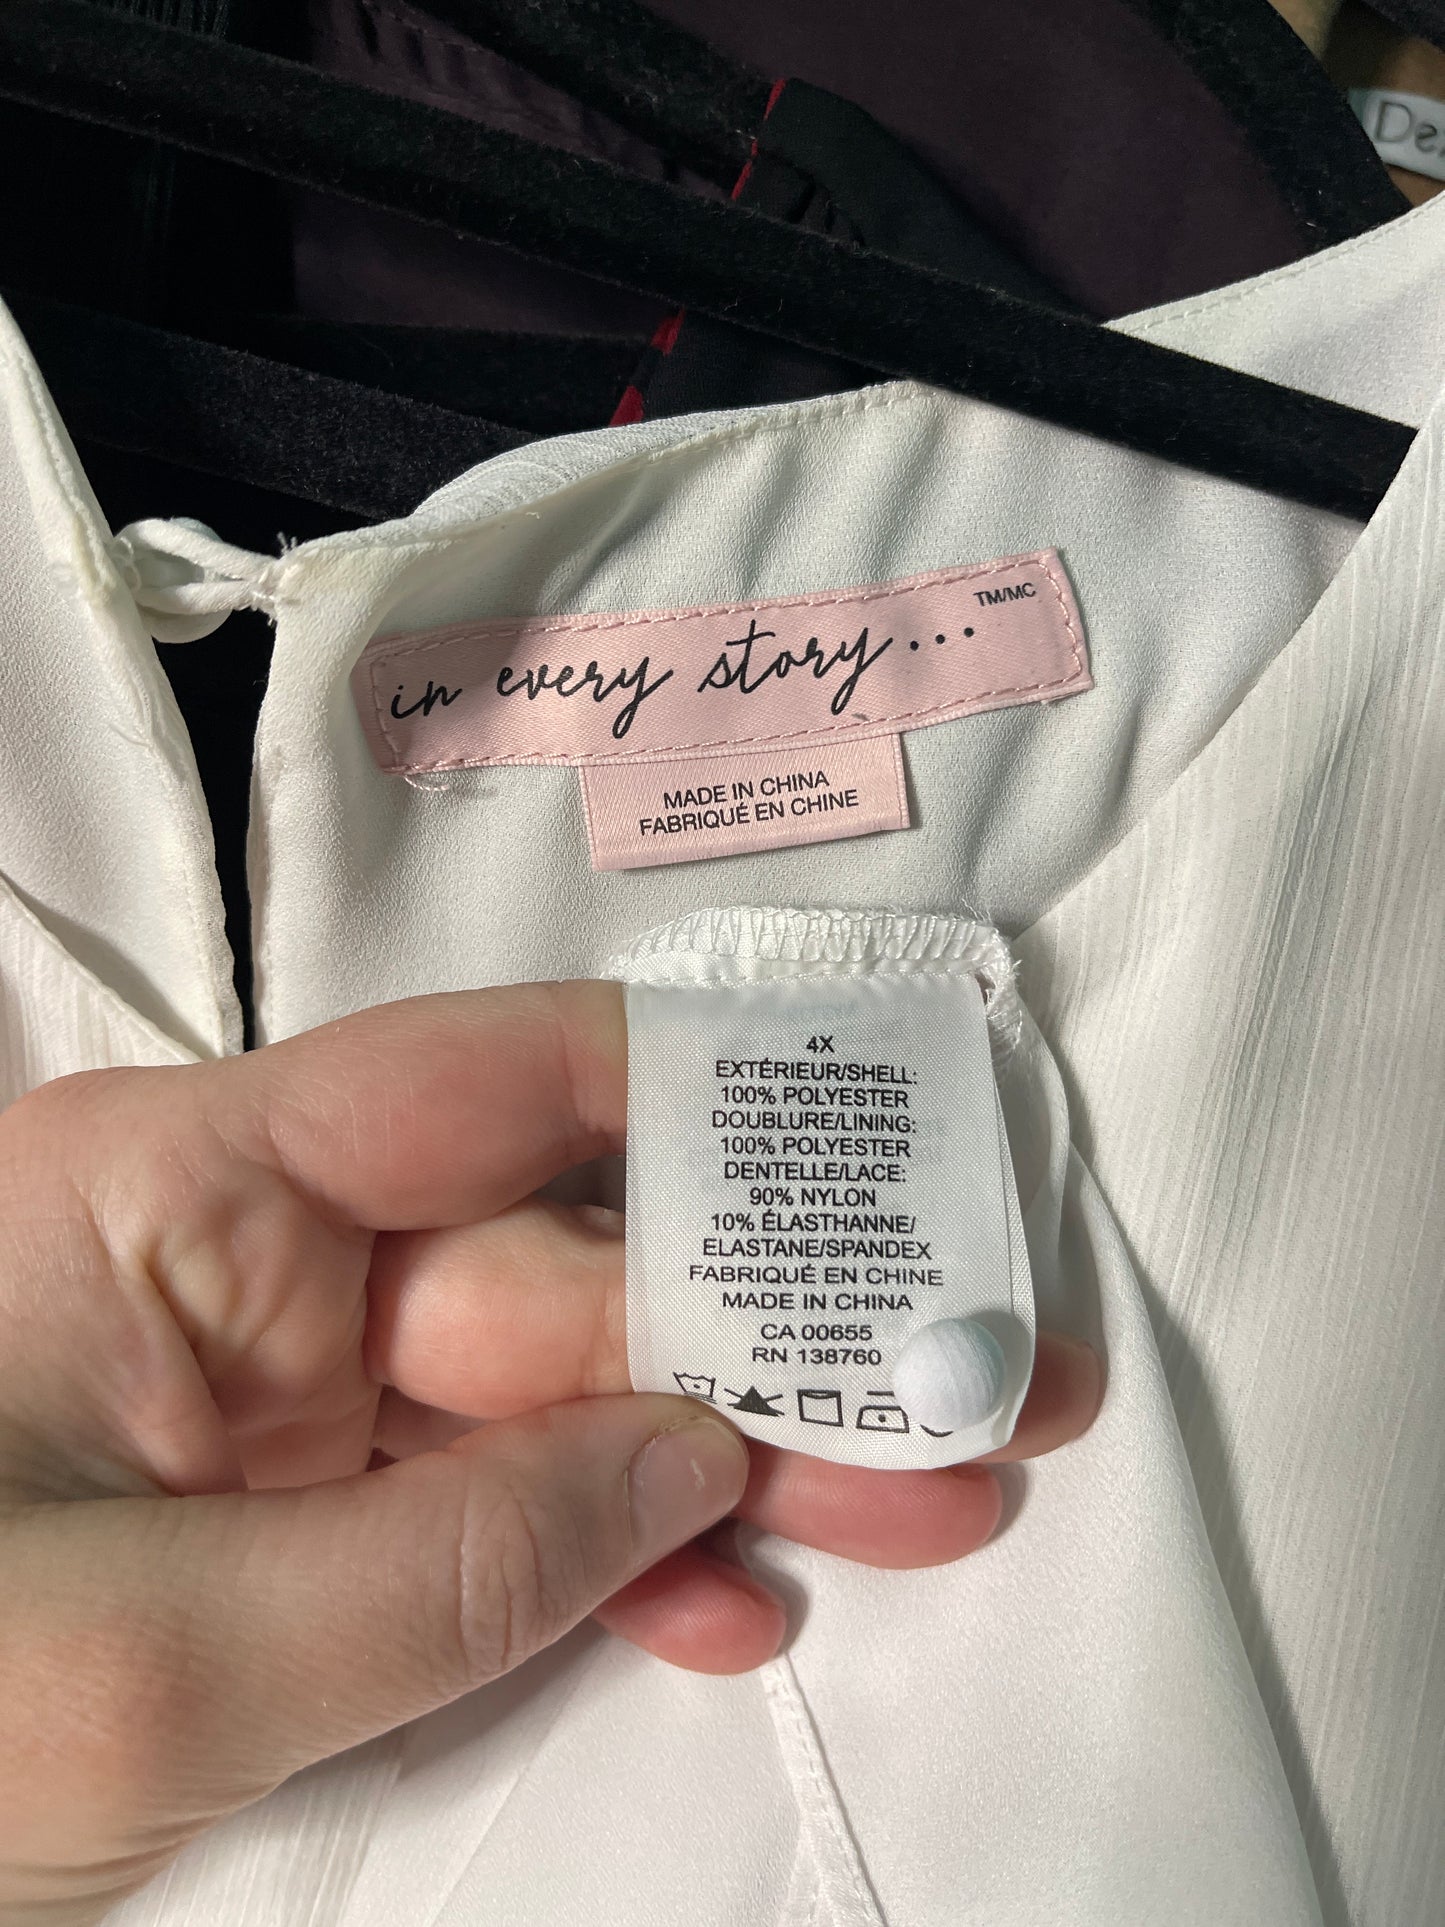 in every story...
TM/MC
MADE IN CHINA
FABRIQUÉ EN CHINE
4X
EXTÉRIEUR/SHELL:
100% POLYESTER
DOUBLURE/LINING:
100% POLYESTER
DENTELLE/LACE:
90% NYLON
10% ÉLASTHANNE/
ELASTANE/SPANDEX
FABRIQUÉ EN CHINE
MADE IN CHINA
CA 00655
RN 138760